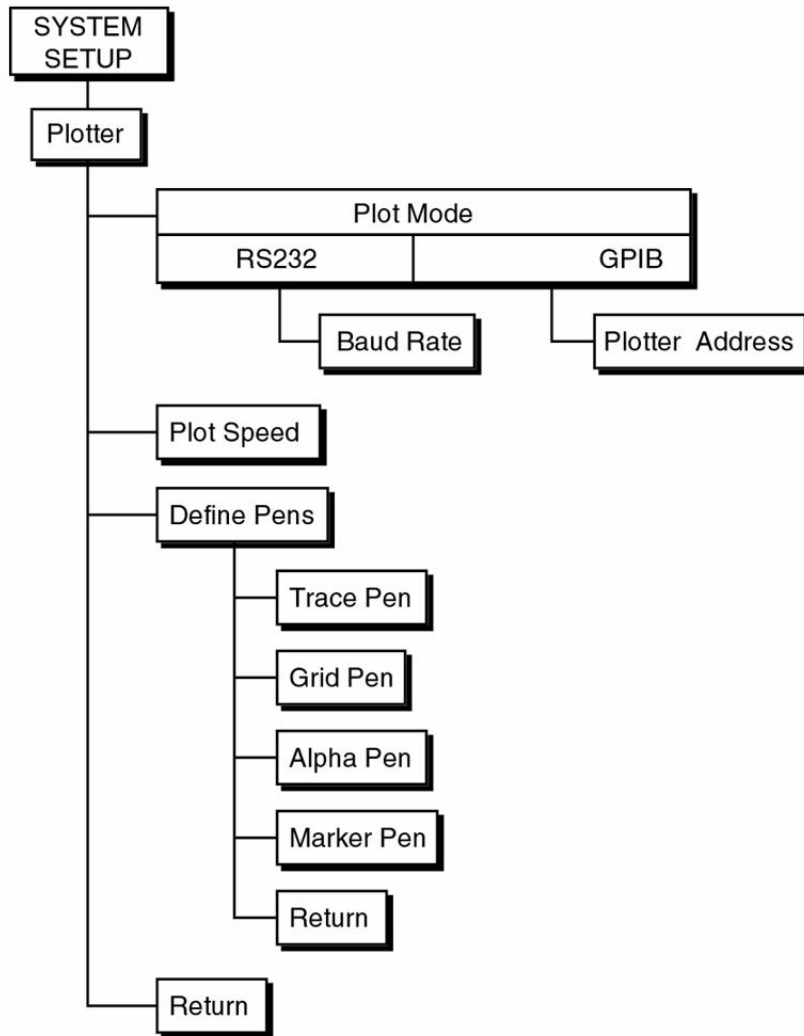 SYSTEM
SETUP
Plotter
Plot Mode
RS232 GPIB
Baud Rate Plotter Address
Plot Speed
Define Pens
Trace Pen
Grid Pen
Alpha Pen
Marker Pen
Return
Return